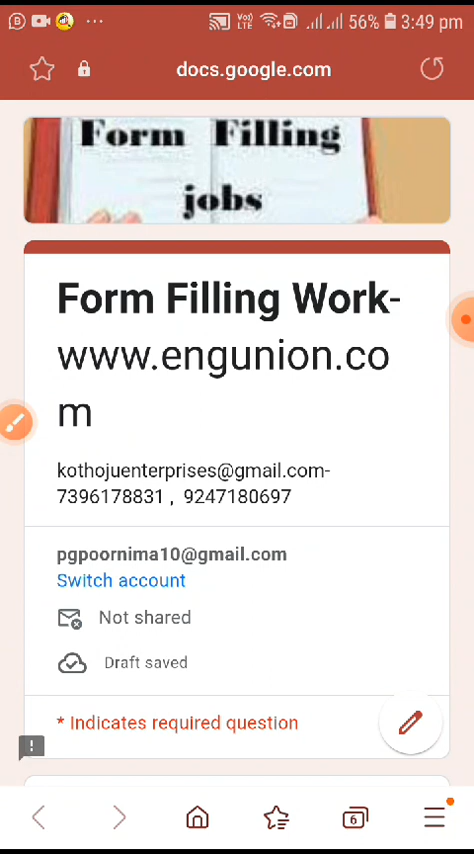 56% 3:49 pm
docs.google.com
Form Filling
jobs
Form Filling Work-
www.engunion.co
m
kothojuenterprises@gmail.com-
7396178831 , 9247180697
pgpoornima10@gmail.com
Switch account
Not shared
Draft saved
* Indicates required question
6